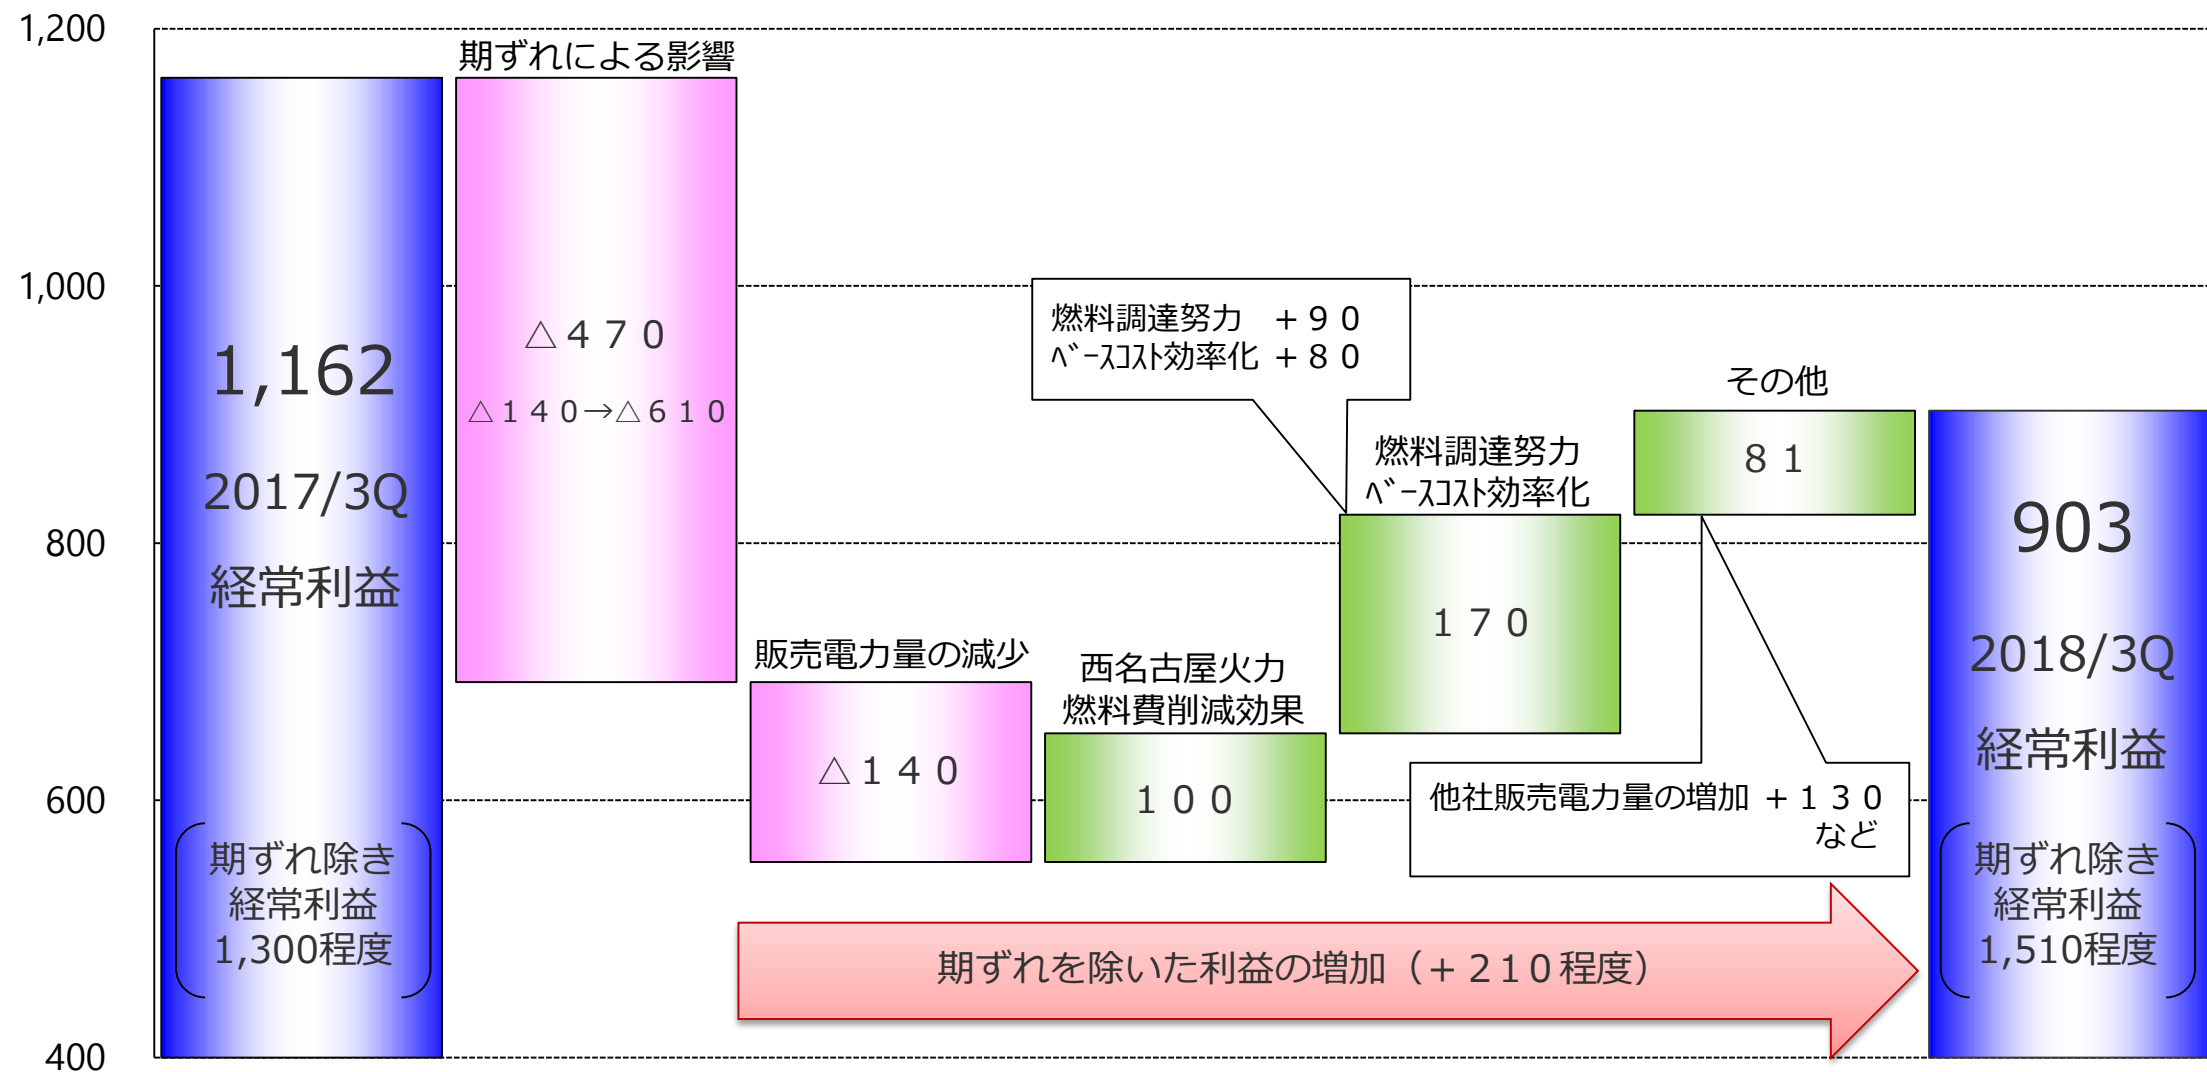 1,200
1,000
800
600
400
1,162
2017/3Q
経常利益
期ずれ除き
経常利益
1,300程度
期ずれによる影響
△４７０
△１４０→△６１０
販売電力量の減少
△１４０
西名古屋火力
燃料費削減効果
１００
燃料調達努力　＋９０
ﾍﾞｰｽｺｽﾄ効率化 ＋８０
燃料調達努力
ﾍﾞｰｽｺｽﾄ効率化
１７０
その他
８１
他社販売電力量の増加 ＋１３０
など
期ずれを除いた利益の増加（＋２１０程度）
903
2018/3Q
経常利益
期ずれ除き
経常利益
1,510程度